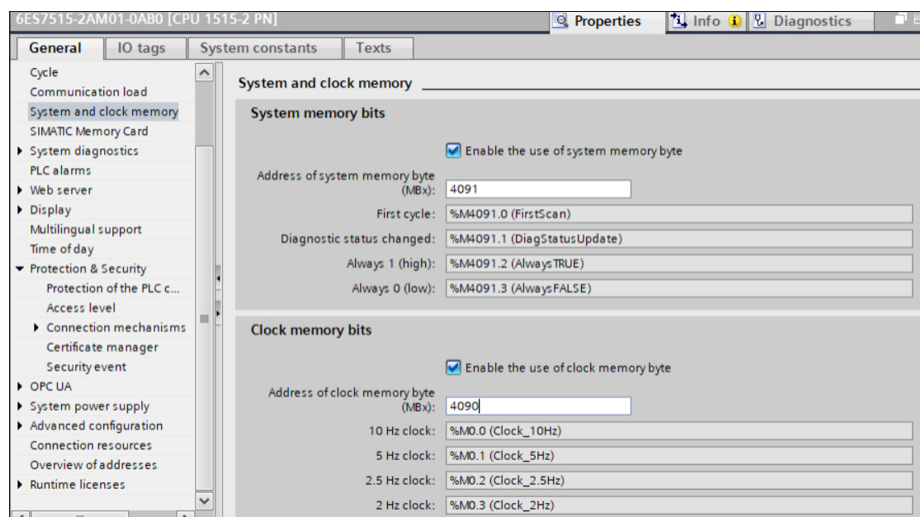 6ES7515-2AM01-0AB0 [CPU 1515-2 PN]
Properties Info Diagnostics
General IO tags System constants Texts
Cycle
Communication load
System and clock memory
SIMATIC Memory Card
System diagnostics
PLC alarms
Web server
Display
Multilingual support
Time of day
Protection & Security
Protection of the PLC c...
Access level
Connection mechanisms
Certificate manager
Security event
OPC UA
System power supply
Advanced configuration
Connection resources
Overview of addresses
Runtime licenses
System and clock memory
System memory bits
Enable the use of system memory byte
Address of system memory byte
(MBx): 4091
First cycle: %M4091.0 (FirstScan)
Diagnostic status changed: %M4091.1 (DiagStatusUpdate)
Always 1 (high): %M4091.2 (AlwaysTRUE)
Always 0 (low): %M4091.3 (AlwaysFALSE)
Clock memory bits
Enable the use of clock memory byte
Address of clock memory byte
(MBx): 4090
10 Hz clock: %M0.0 (Clock_10Hz)
5 Hz clock: %M0.1 (Clock_5Hz)
2.5 Hz clock: %M0.2 (Clock_2.5Hz)
2 Hz clock: %M0.3 (Clock_2Hz)